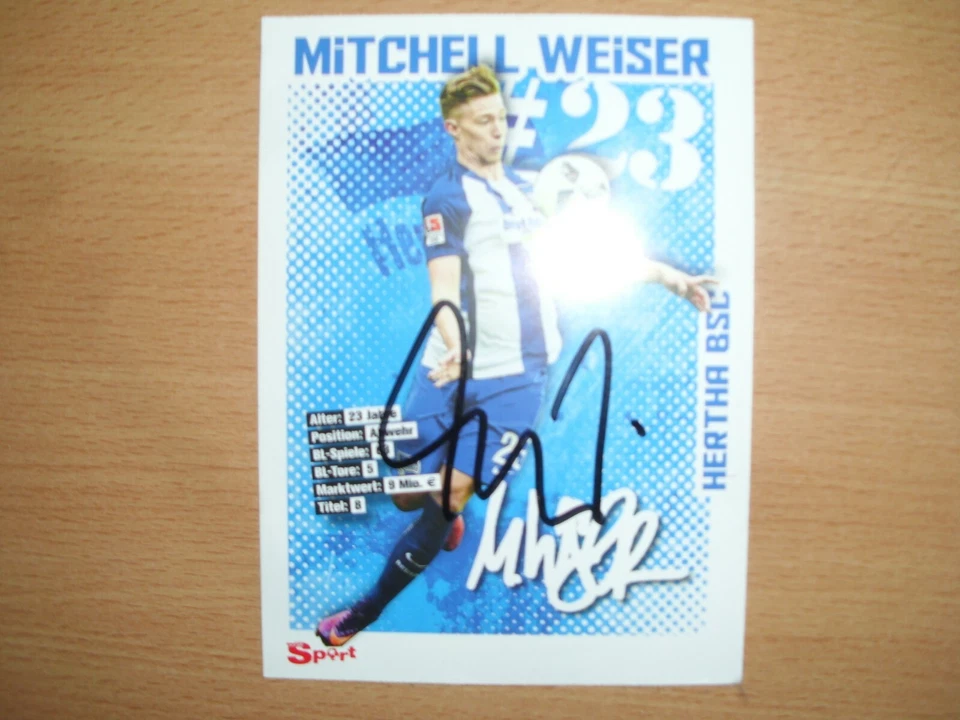 MiTCHELL WEiSER
#23
Alter: 23 Jahre
Position: Abwehr
BL-Spiele:
BL-Tore: 5
Marktwert: 9 Mio. €
Titel: 8
HERTHA BSC
Sport